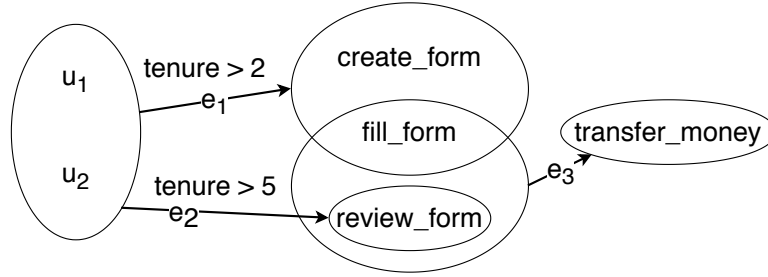 u1
u2
tenure > 2
e1
tenure > 5
e2
create_form
fill_form
review_form
e3
transfer_money